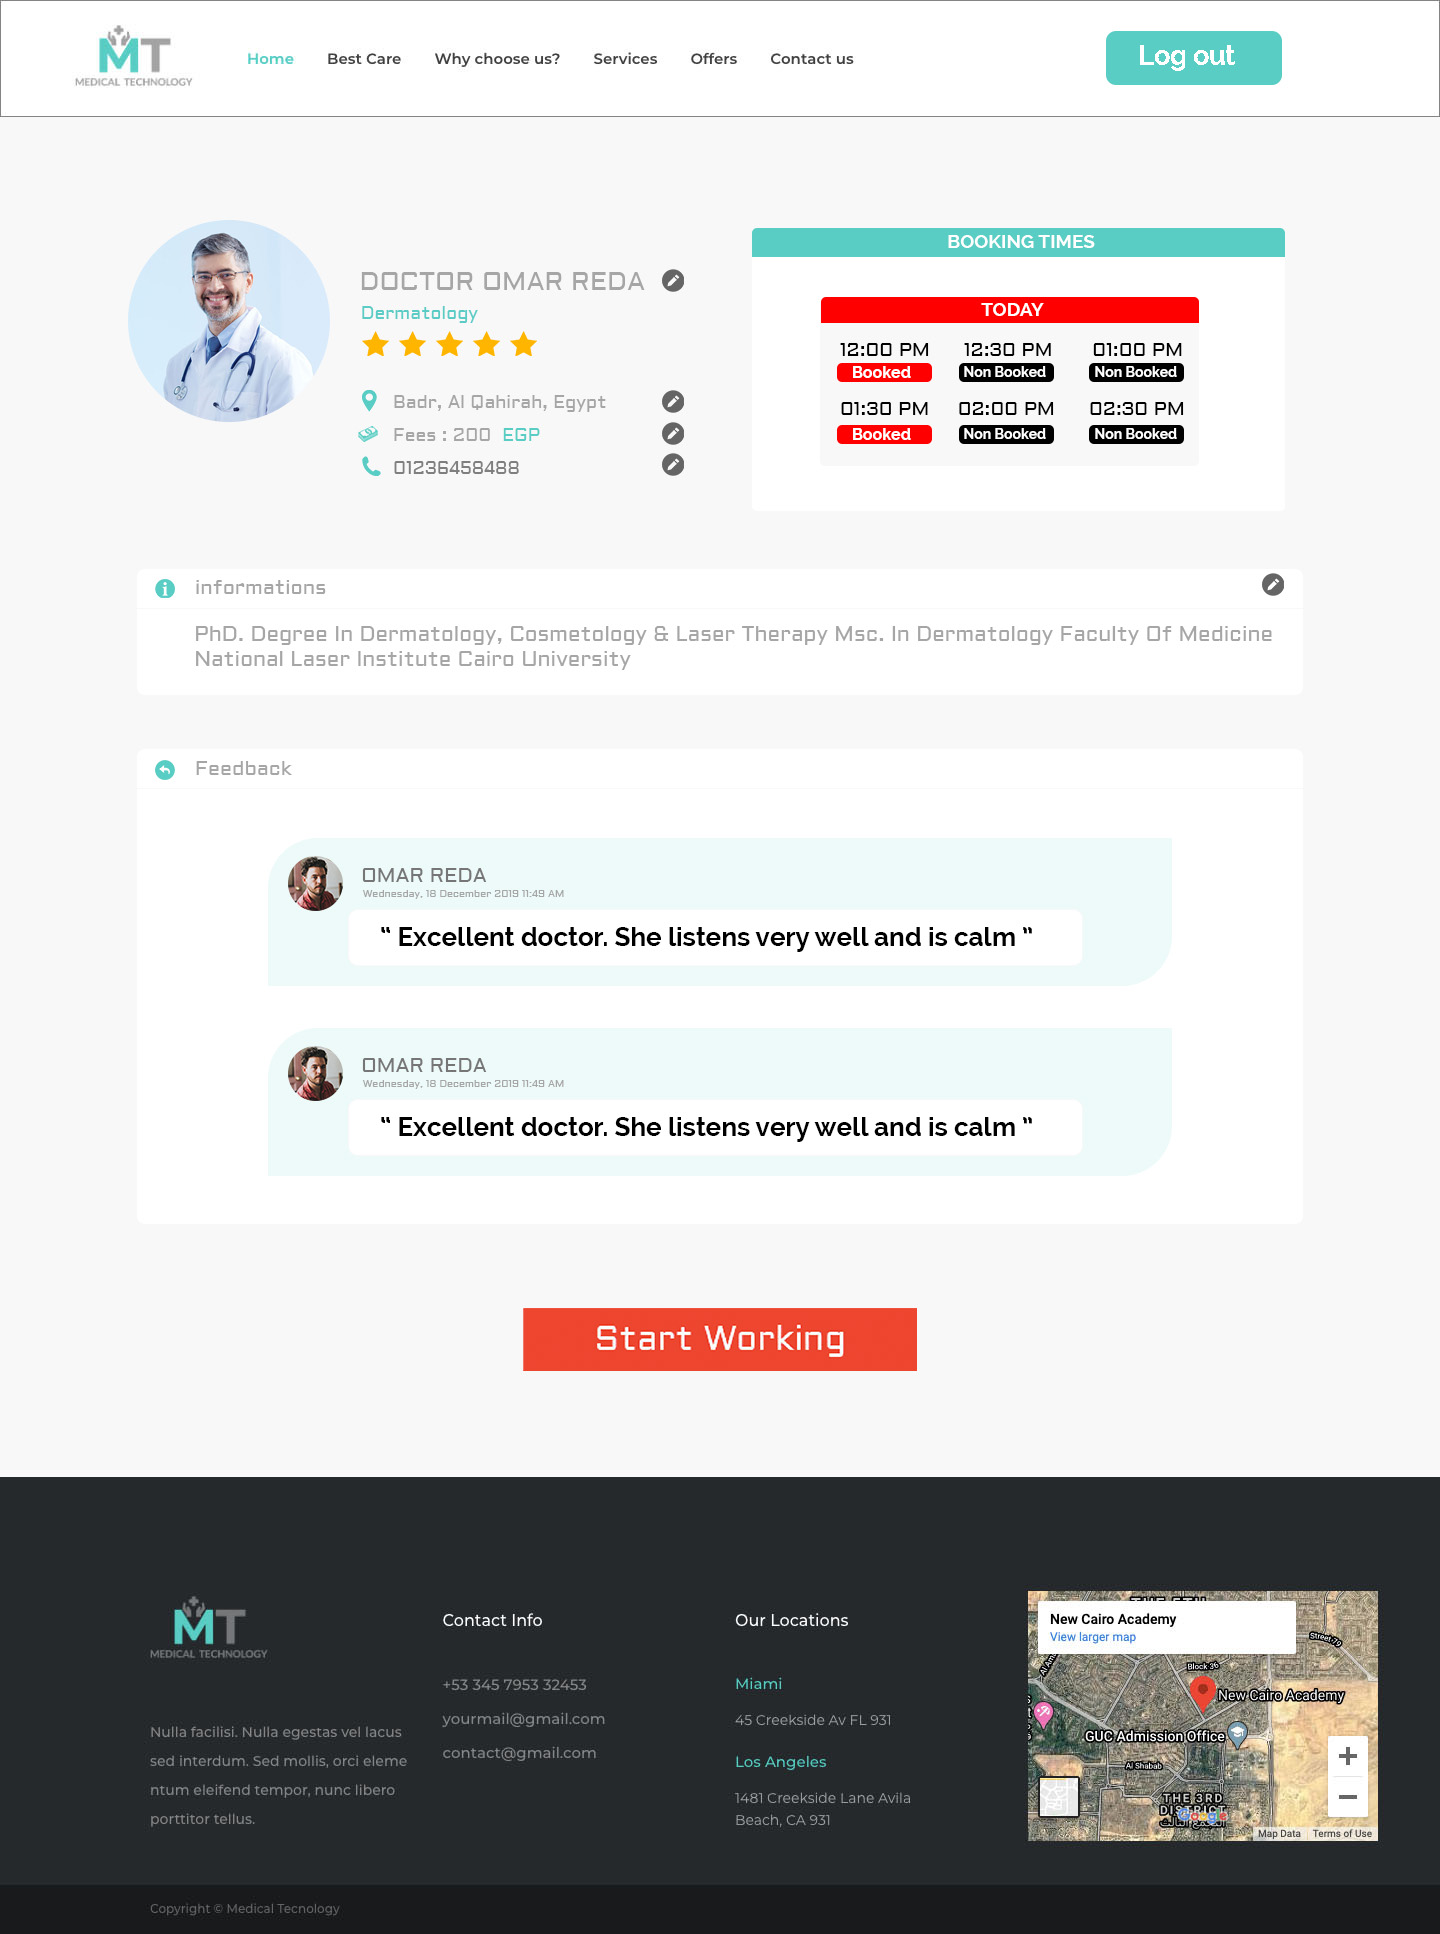 MT
MEDICAL TECHNOLOGY
Home Best Care Why choose us? Services Offers Contact us
Log out
DOCTOR OMAR REDA
Dermatology
Badr, Al Qahirah, Egypt
Fees : 200 EGP
01236458488
BOOKING TIMES
TODAY
12:00 PM 12:30 PM 01:00 PM
Booked Non Booked Non Booked
01:30 PM 02:00 PM 02:30 PM
Booked Non Booked Non Booked
informations
PhD. Degree In Dermatology, Cosmetology & Laser Therapy Msc. In Dermatology Faculty Of Medicine
National Laser Institute Cairo University
Feedback
OMAR REDA
Wednesday, 18 December 2019 11:49 AM
“ Excellent doctor. She listens very well and is calm ”
OMAR REDA
Wednesday, 18 December 2019 11:49 AM
“ Excellent doctor. She listens very well and is calm ”
Start Working
MT
MEDICAL TECHNOLOGY
Nulla facilisi. Nulla egestas vel lacus
sed interdum. Sed mollis, orci eleme
ntum eleifend tempor, nunc libero
porttitor tellus.
Contact Info
+53 345 7953 32453
yourmail@gmail.com
contact@gmail.com
Our Locations
Miami
45 Creekside Av FL 931
Los Angeles
1481 Creekside Lane Avila
Beach, CA 931
New Cairo Academy
View larger map
Street 79
Block 36
New Cairo Academy
GUC Admission Office
Al Shabab
THE 3RD
DISTRICT
Google
Map Data Terms of Use
Copyright © Medical Tecnology